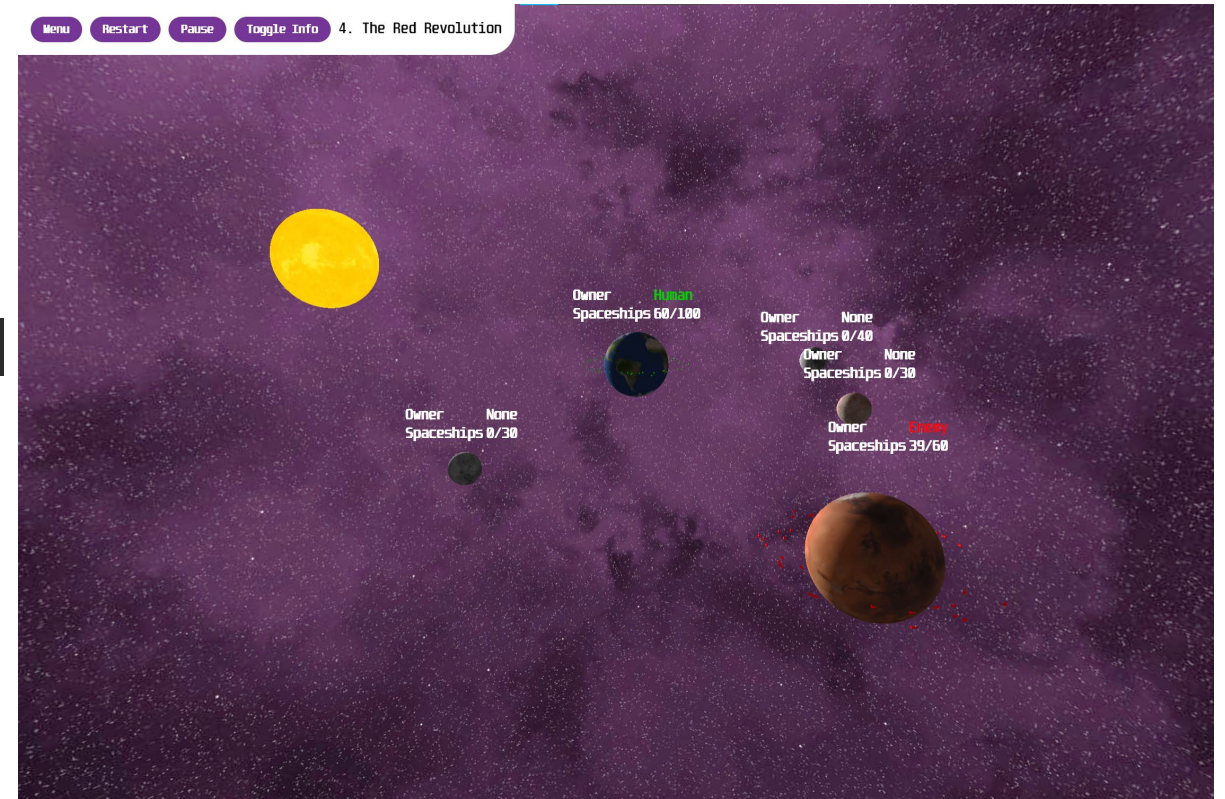 Menu Restart Pause Toggle Info 4. The Red Revolution
Owner Human
Spaceships 60/100
Owner None
Spaceships 0/40
Owner None
Spaceships 0/30
Owner None
Spaceships 0/30
Owner Enemy
Spaceships 39/60